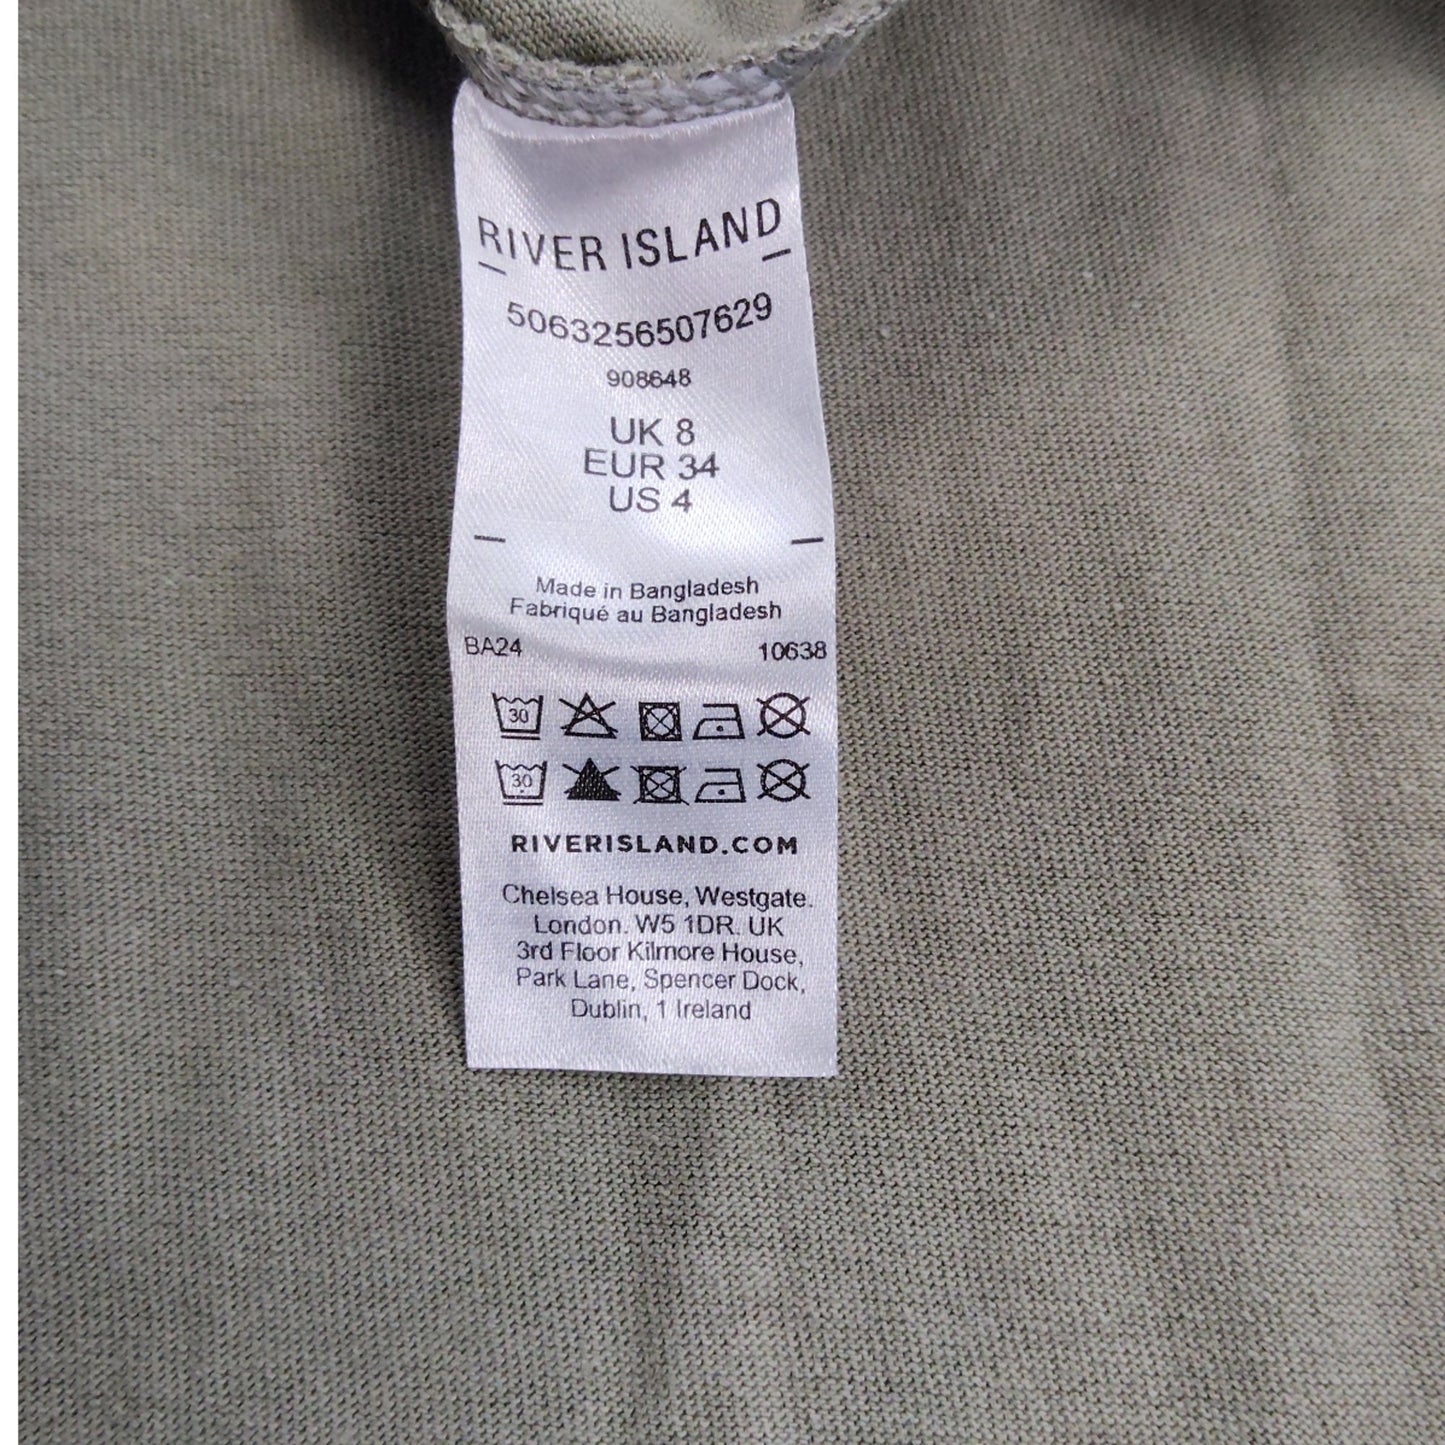 RIVER ISLAND
5063256507629
908648
UK 8
EUR 34
US 4
Made in Bangladesh
Fabriqué au Bangladesh
BA24 10638
30
30
RIVERISLAND.COM
Chelsea House, Westgate.
London. W5 1DR. UK
3rd Floor Kilmore House,
Park Lane, Spencer Dock,
Dublin, 1 Ireland